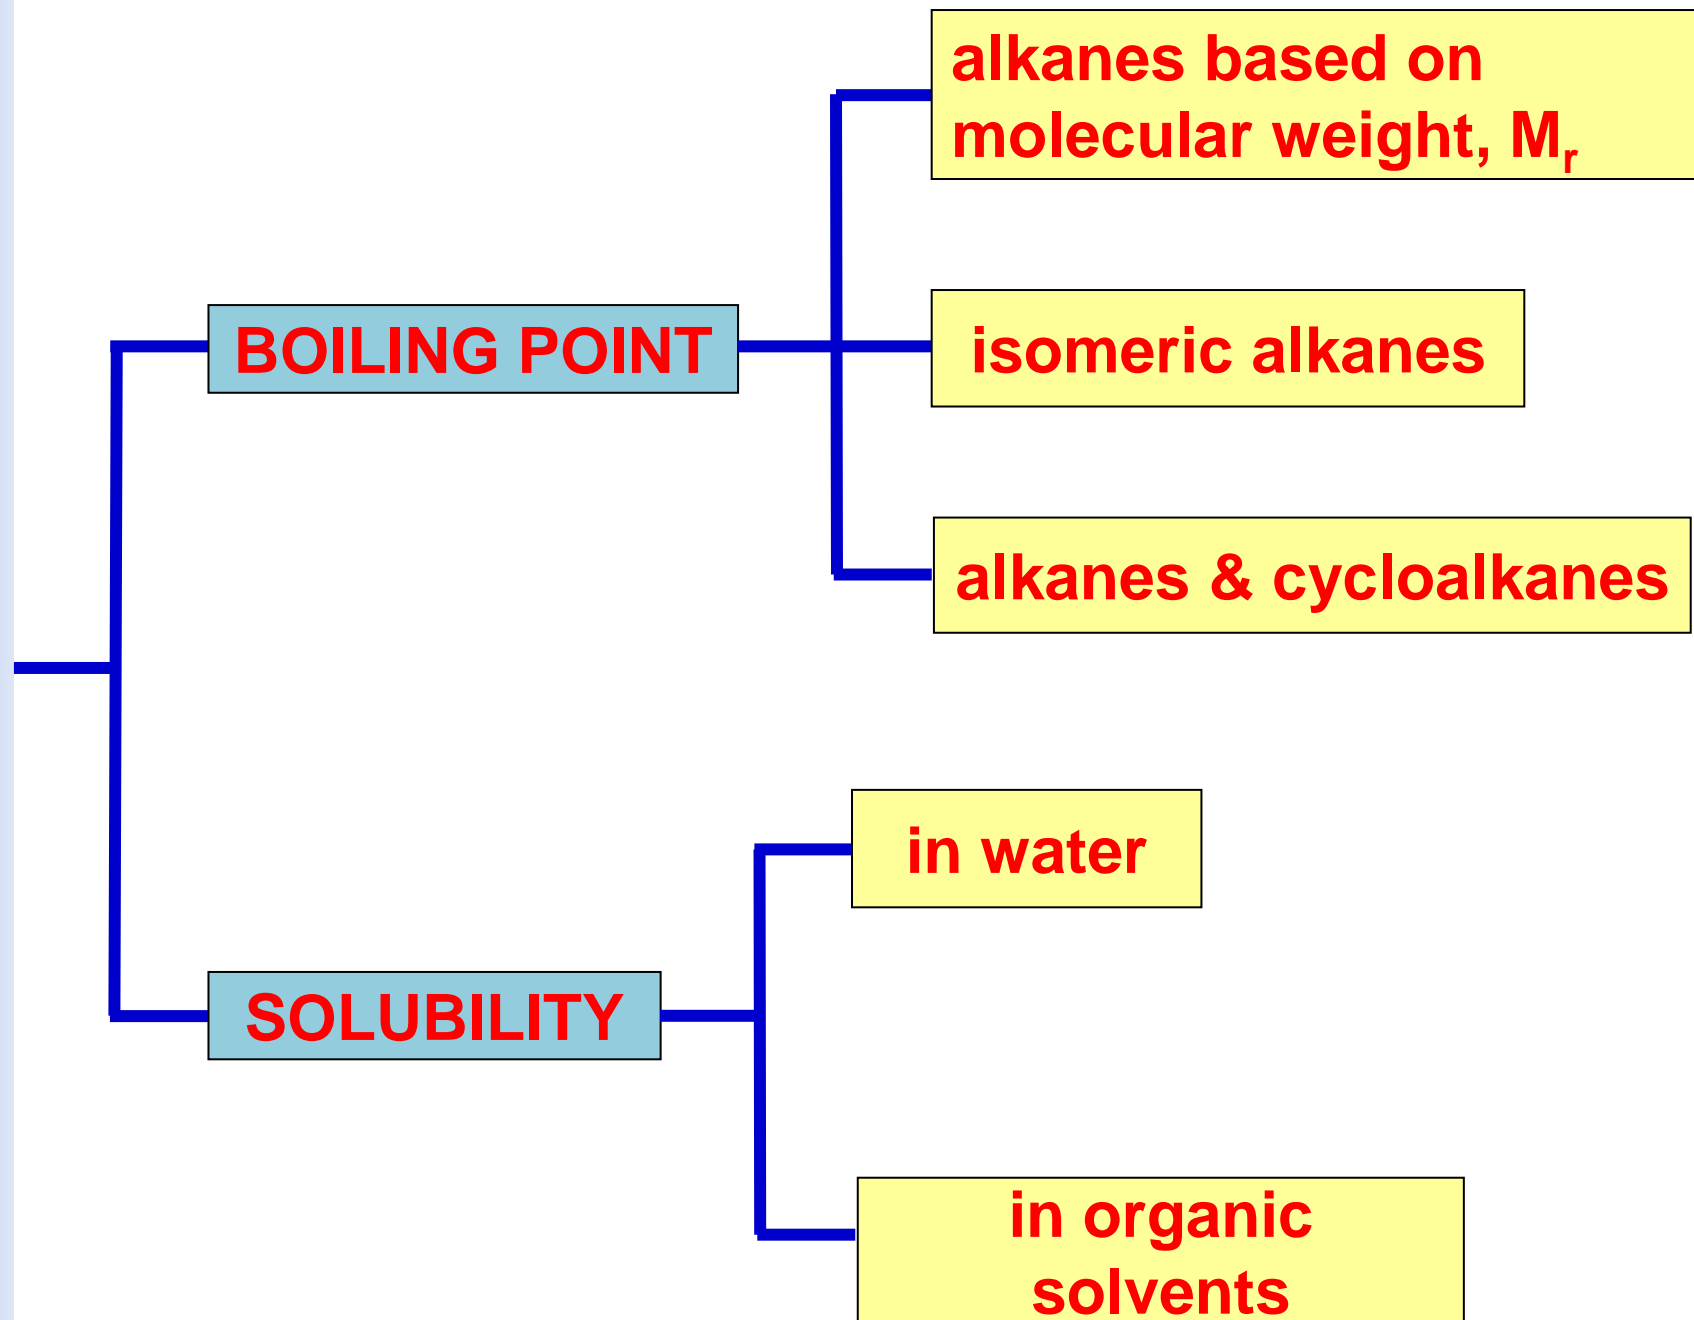 alkanes based on
molecular weight, Mr
BOILING POINT
isomeric alkanes
alkanes & cycloalkanes
in water
SOLUBILITY
in organic
solvents